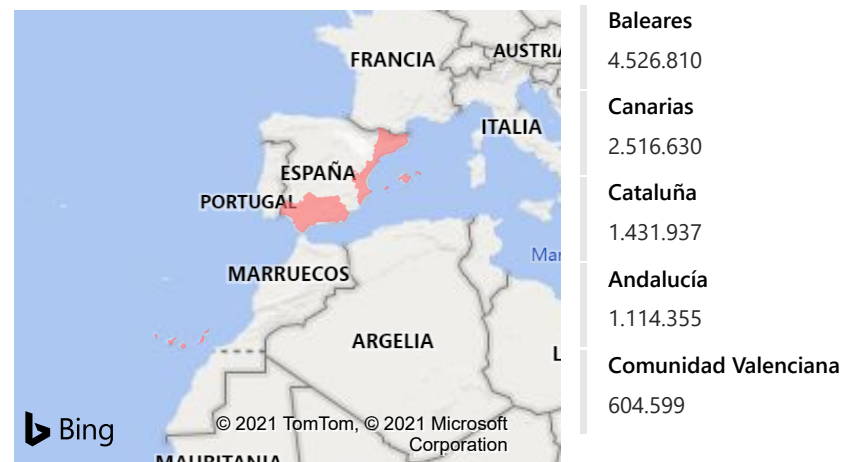 FRANCIA
AUSTRIA
ITALIA
ESPAÑA
PORTUGAL
Mar
MARRUECOS
ARGELIA
L
© 2021 TomTom, © 2021 Microsoft
Corporation
Bing
MAURITANIA
Baleares
4.526.810
Canarias
2.516.630
Cataluña
1.431.937
Andalucía
1.114.355
Comunidad Valenciana
604.599